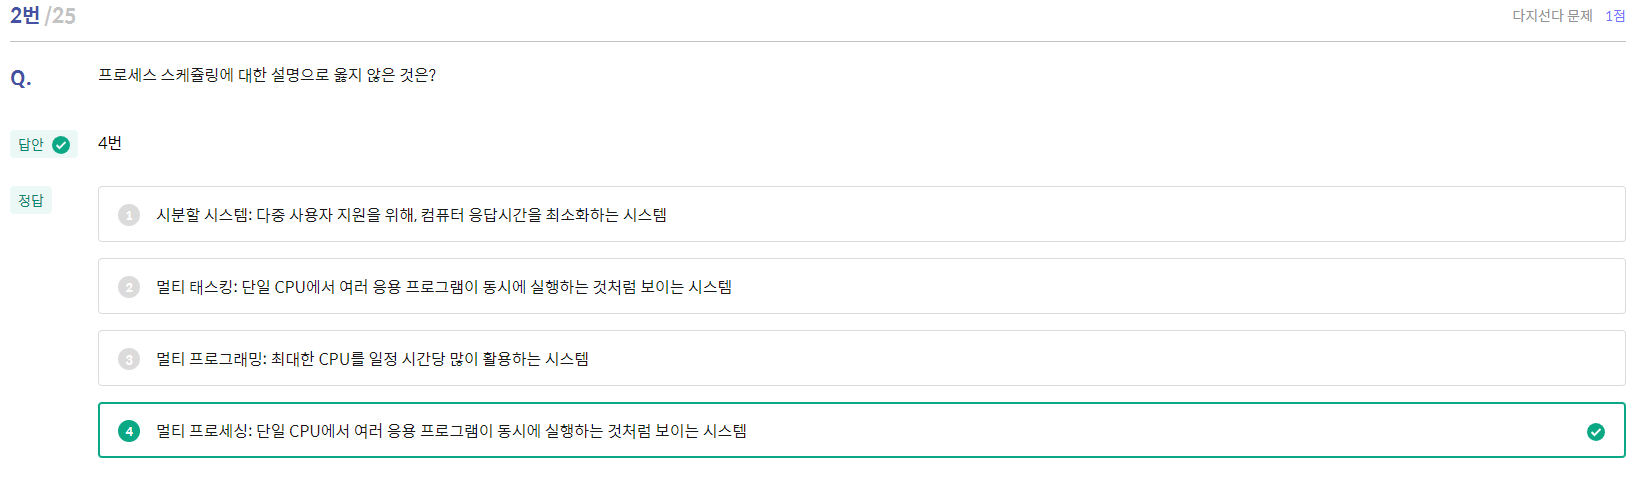 2번 /25
다지선다 문제 1점
Q. 프로세스 스케쥴링에 대한 설명으로 옳지 않은 것은?
답안 4번
정답
1 시분할 시스템: 다중 사용자 지원을 위해, 컴퓨터 응답시간을 최소화하는 시스템
2 멀티 태스킹: 단일 CPU에서 여러 응용 프로그램이 동시에 실행하는 것처럼 보이는 시스템
3 멀티 프로그래밍: 최대한 CPU를 일정 시간당 많이 활용하는 시스템
4 멀티 프로세싱: 단일 CPU에서 여러 응용 프로그램이 동시에 실행하는 것처럼 보이는 시스템